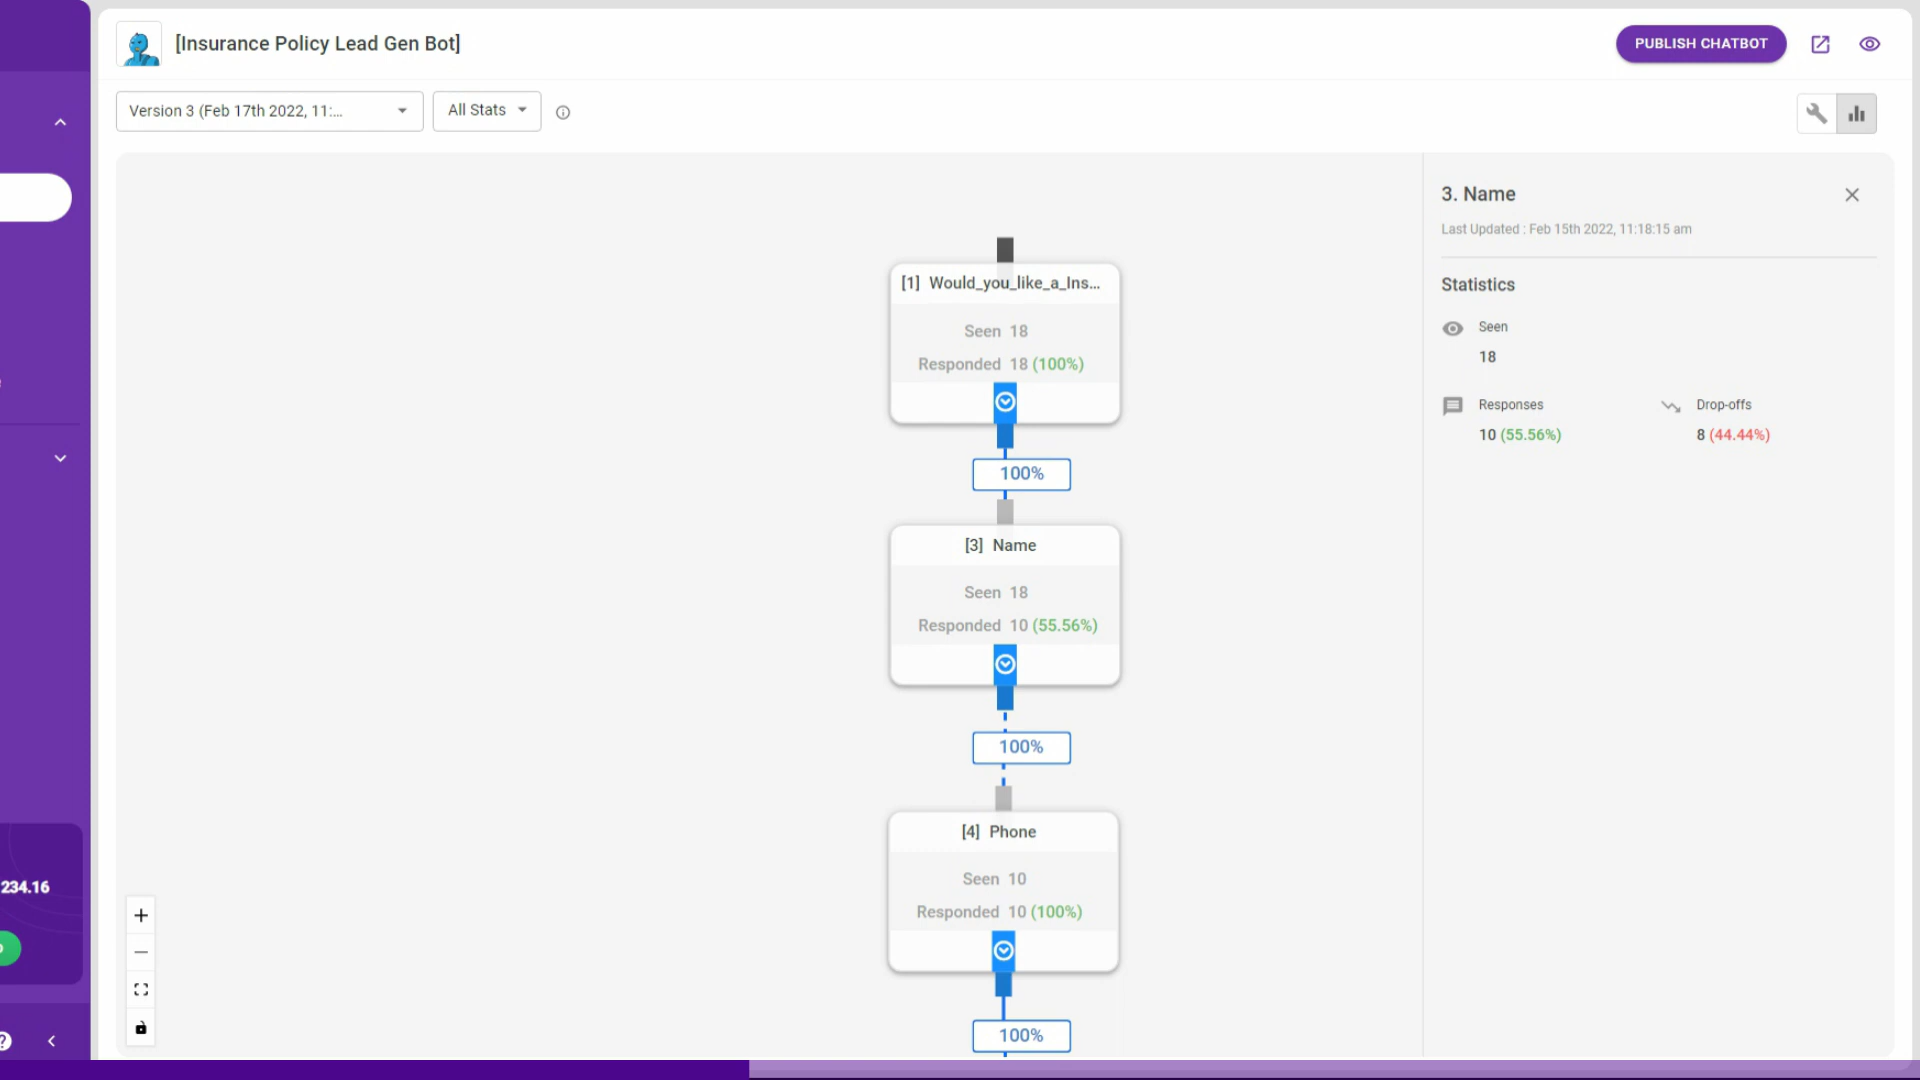 [Insurance Policy Lead Gen Bot]
PUBLISH CHATBOT
Version 3 (Feb 17th 2022, 11:...
All Stats
[1] Would_you_like_a_Ins...
Seen 18
Responded 18 (100%)
100%
[3] Name
Seen 18
Responded 10 (55.56%)
100%
[4] Phone
Seen 10
Responded 10 (100%)
100%
3. Name
Last Updated : Feb 15th 2022, 11:18:15 am
Statistics
Seen
18
Responses
10 (55.56%)
Drop-offs
8 (44.44%)
234.16